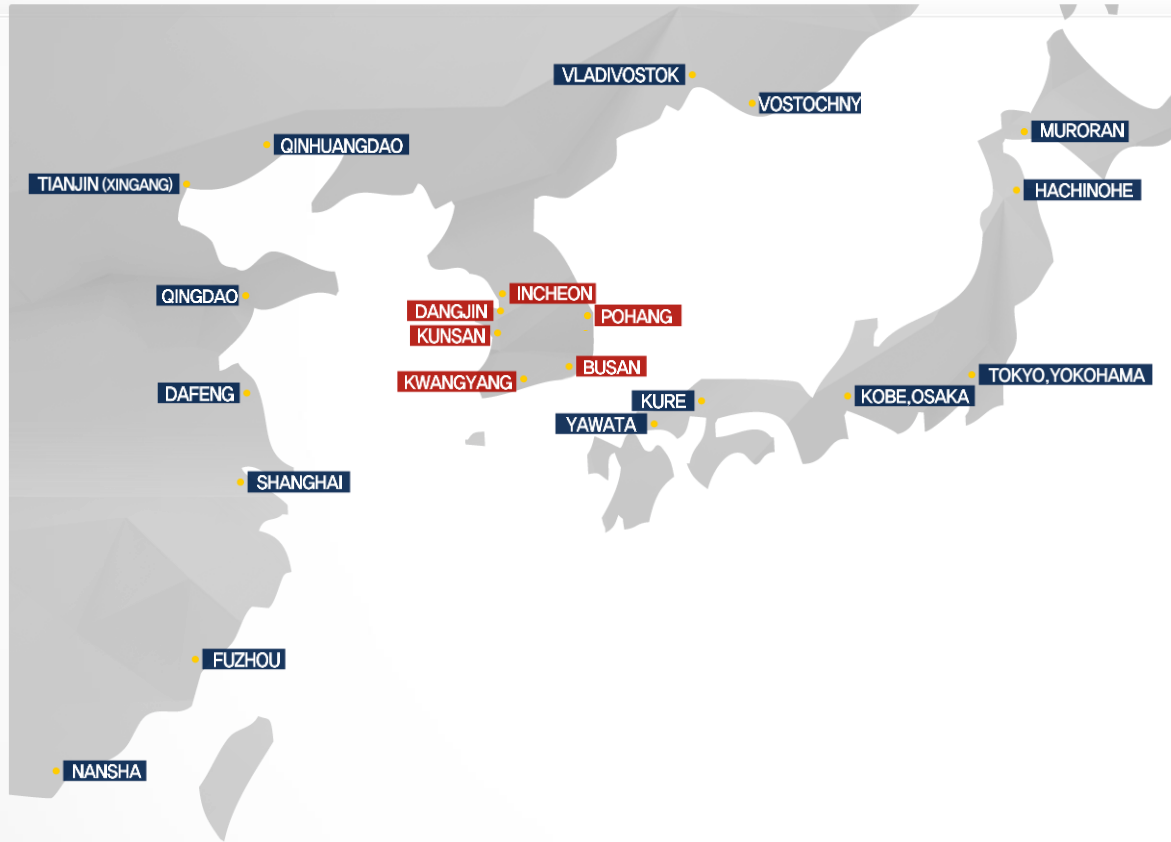 VLADIVOSTOK
VOSTOCHNY
MURORAN
QINHUANGDAO
TIANJIN (XINGANG)
HACHINOHE
QINGDAO
INCHEON
DANGJIN
POHANG
KUNSAN
BUSAN
KWANGYANG
TOKYO,YOKOHAMA
DAFENG
KURE
KOBE,OSAKA
YAWATA
SHANGHAI
FUZHOU
NANSHA